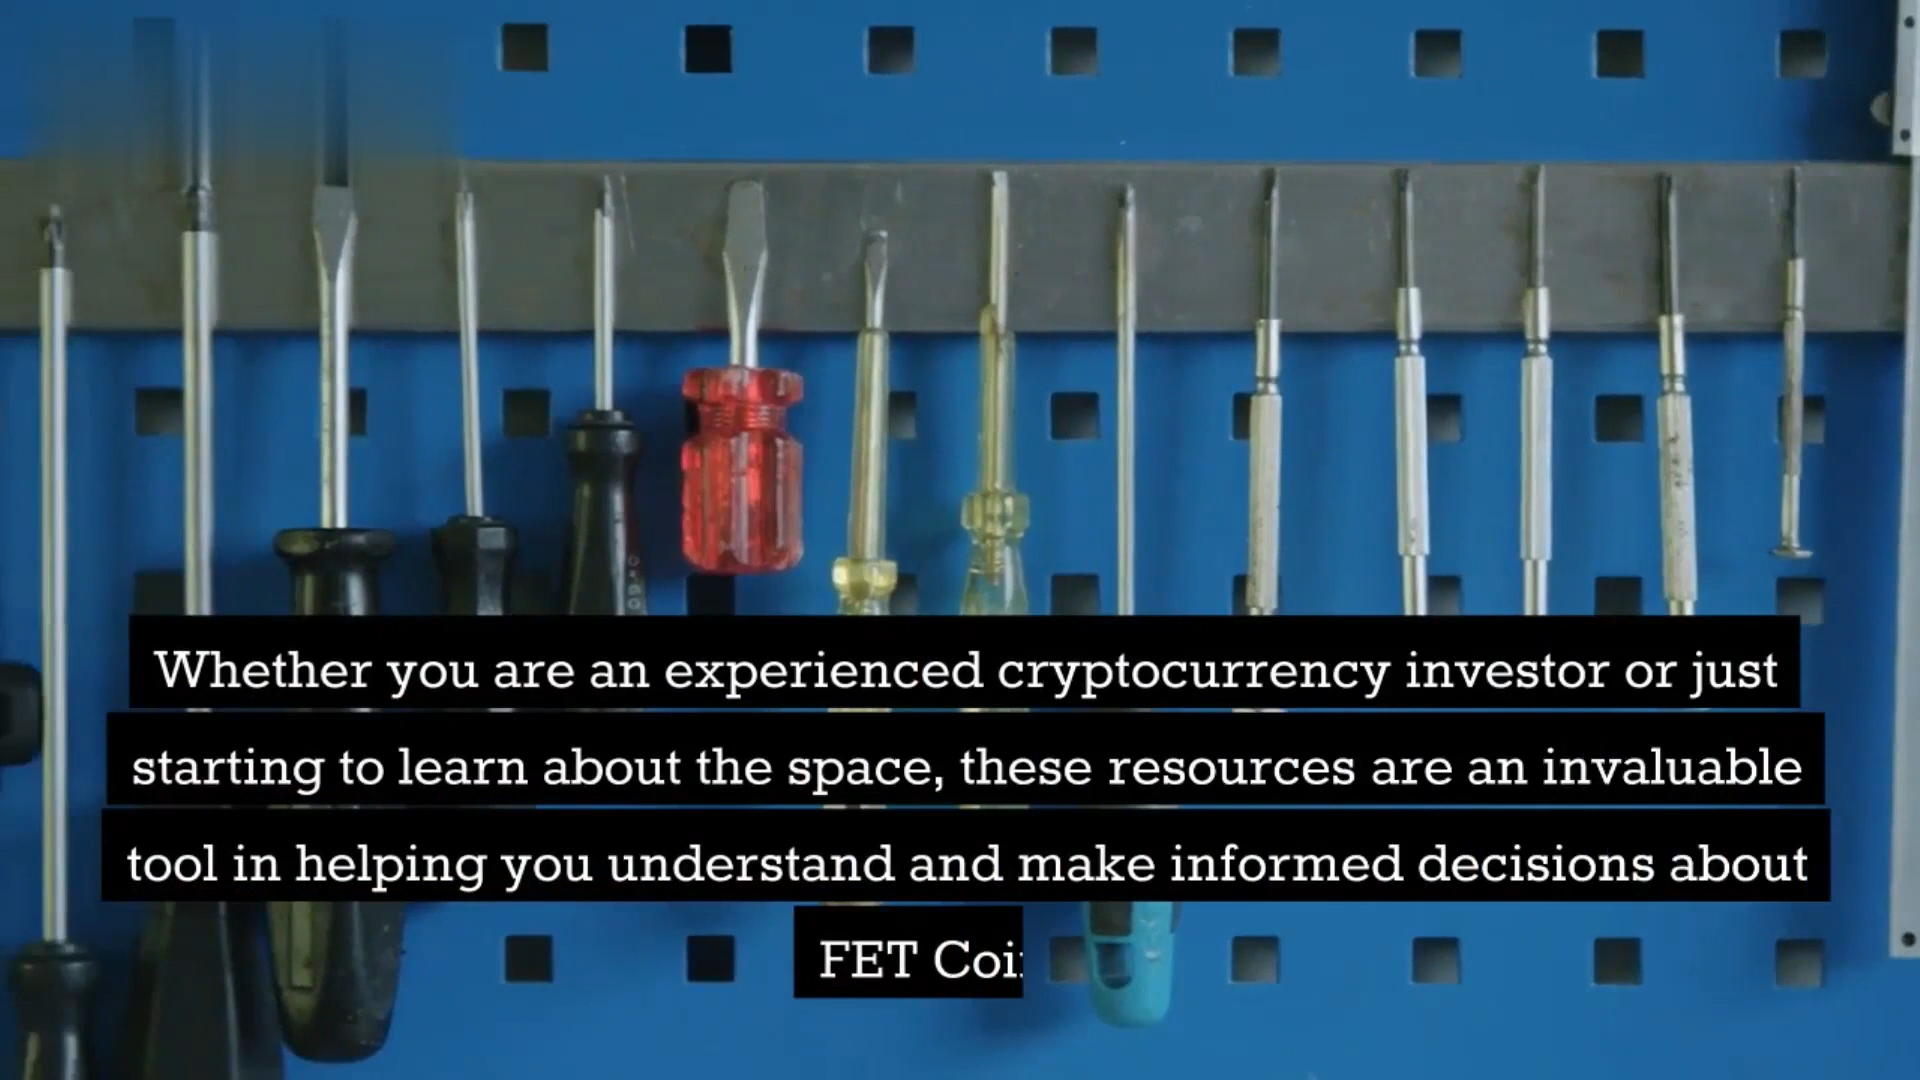 Whether you are an experienced cryptocurrency investor or just
starting to learn about the space, these resources are an invaluable
tool in helping you understand and make informed decisions about
FET Coi